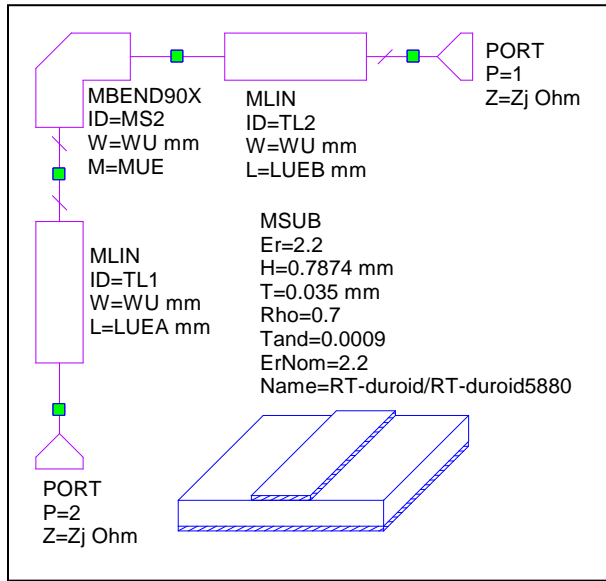 PORT
P=1
Z=Zj Ohm
MBEND90X
ID=MS2
W=WU mm
M=MUE
MLIN
ID=TL2
W=WU mm
L=LUEB mm
MLIN
ID=TL1
W=WU mm
L=LUEA mm
MSUB
Er=2.2
H=0.7874 mm
T=0.035 mm
Rho=0.7
Tand=0.0009
ErNom=2.2
Name=RT-duroid/RT-duroid5880
PORT
P=2
Z=Zj Ohm